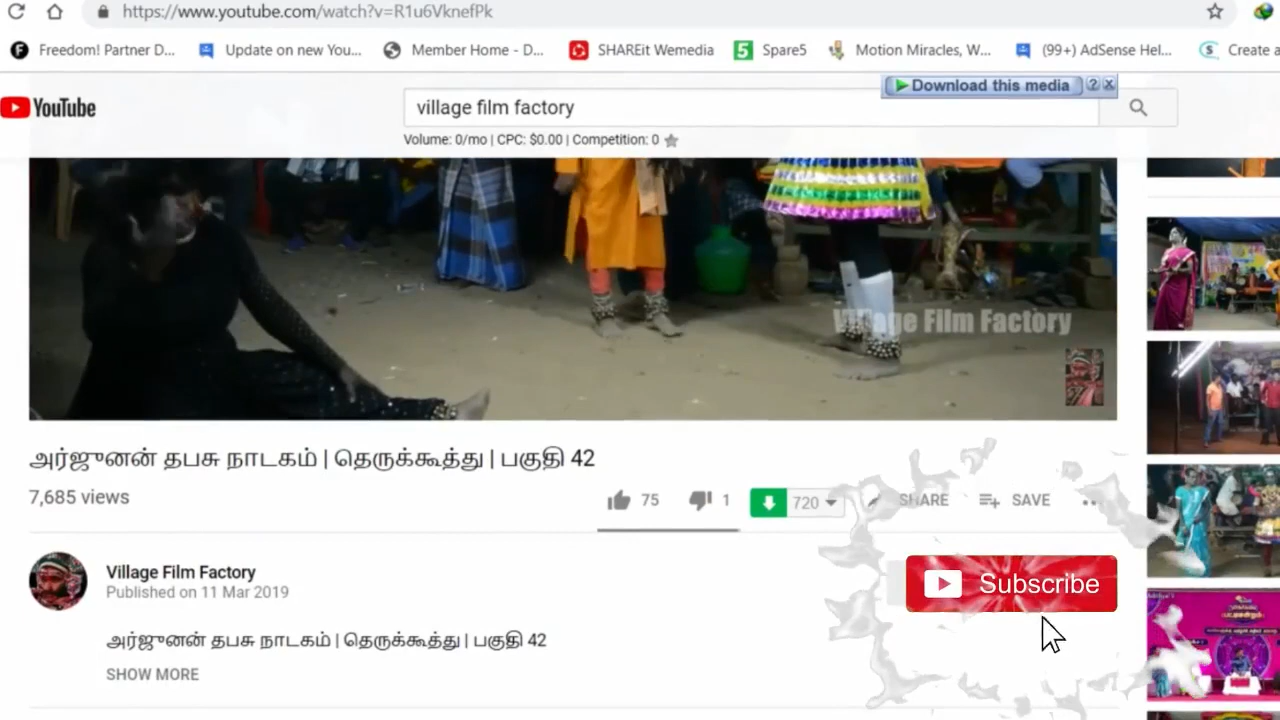 https://www.youtube.com/watch?v=R1u6VknefPk
Freedom! Partner D... Update on new You... Member Home - D... SHAREit Wemedia 5 Spare5 Motion Miracles, W... (99+) AdSense Hel... Create a
Download this media ? X
YouTube village film factory
Volume: 0/mo | CPC: $0.00 | Competition: 0
Village Film Factory
அர்ஜுனன் தபசு நாடகம் | தெருக்கூத்து | பகுதி 42
7,685 views 75 1 720 SHARE SAVE
Village Film Factory
Published on 11 Mar 2019
Subscribe
அர்ஜுனன் தபசு நாடகம் | தெருக்கூத்து | பகுதி 42
SHOW MORE